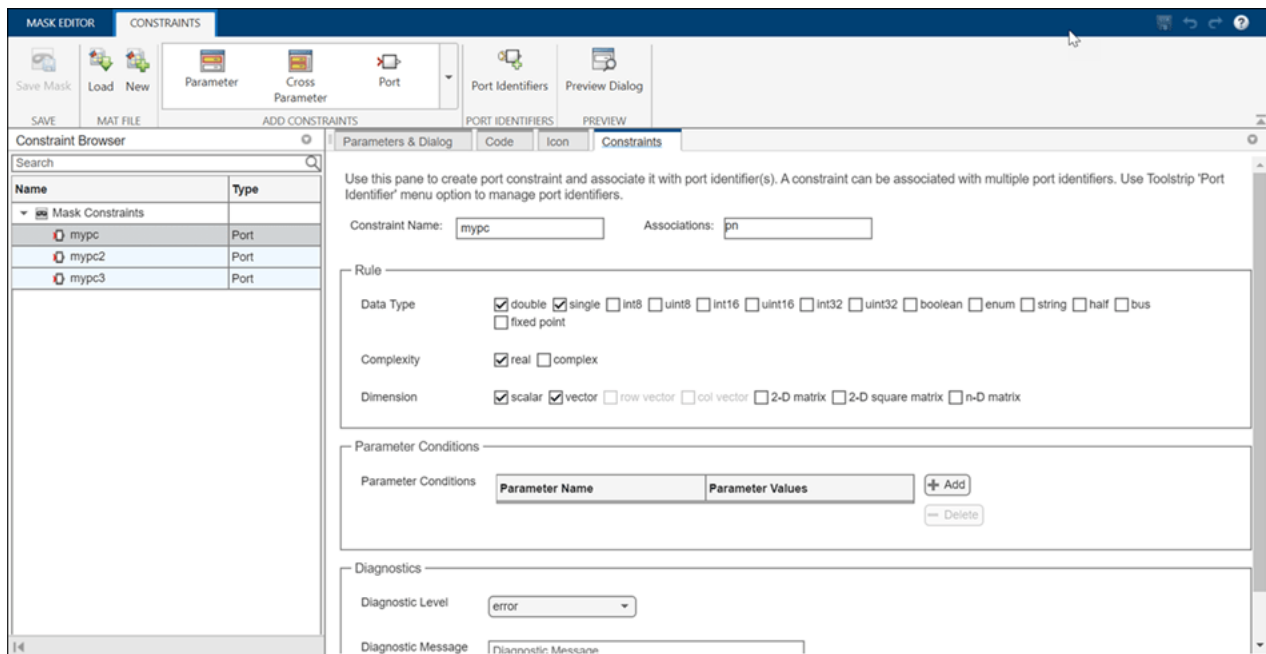 MASK EDITOR CONSTRAINTS
Save Mask Load New Parameter Cross Parameter Port Port Identifiers Preview Dialog
SAVE MAT FILE ADD CONSTRAINTS PORT IDENTIFIERS PREVIEW
Constraint Browser
Search
Name Type
Mask Constraints
mypc Port
mypc2 Port
mypc3 Port
Parameters & Dialog Code Icon Constraints
Use this pane to create port constraint and associate it with port identifier(s). A constraint can be associated with multiple port identifiers. Use Toolstrip 'Port
Identifier' menu option to manage port identifiers.
Constraint Name: mypc Associations: pn
Rule
Data Type double single int8 uint8 int16 uint16 int32 uint32 boolean enum string half bus
fixed point
Complexity real complex
Dimension scalar vector row vector col vector 2-D matrix 2-D square matrix n-D matrix
Parameter Conditions
Parameter Conditions Parameter Name Parameter Values Add
Delete
Diagnostics
Diagnostic Level error
Diagnostic Message Diagnostic Message